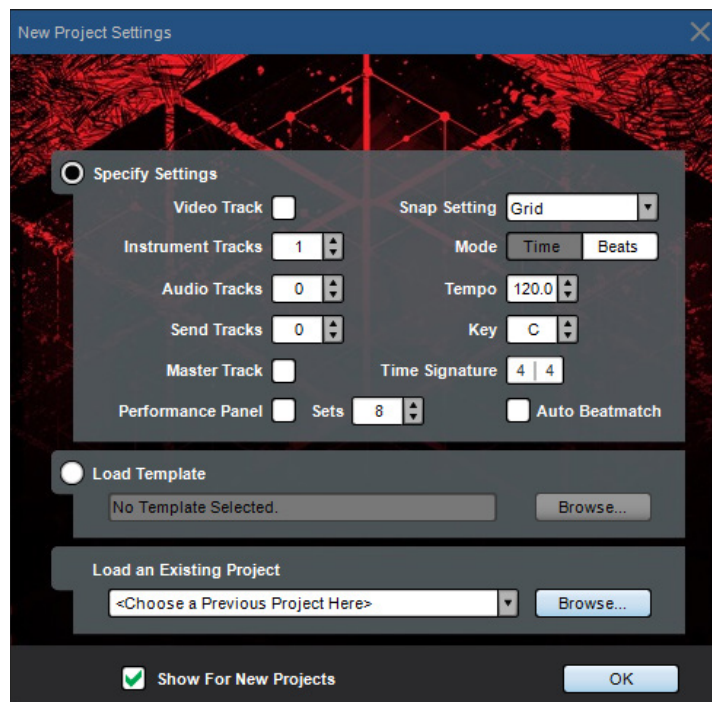 New Project Settings
Specify Settings
Video Track Snap Setting Grid
Instrument Tracks 1 Mode Time Beats
Audio Tracks 0 Tempo 120.0
Send Tracks 0 Key C
Master Track Time Signature 4 | 4
Performance Panel Sets 8 Auto Beatmatch
Load Template
No Template Selected. Browse...
Load an Existing Project
<Choose a Previous Project Here> Browse...
Show For New Projects OK